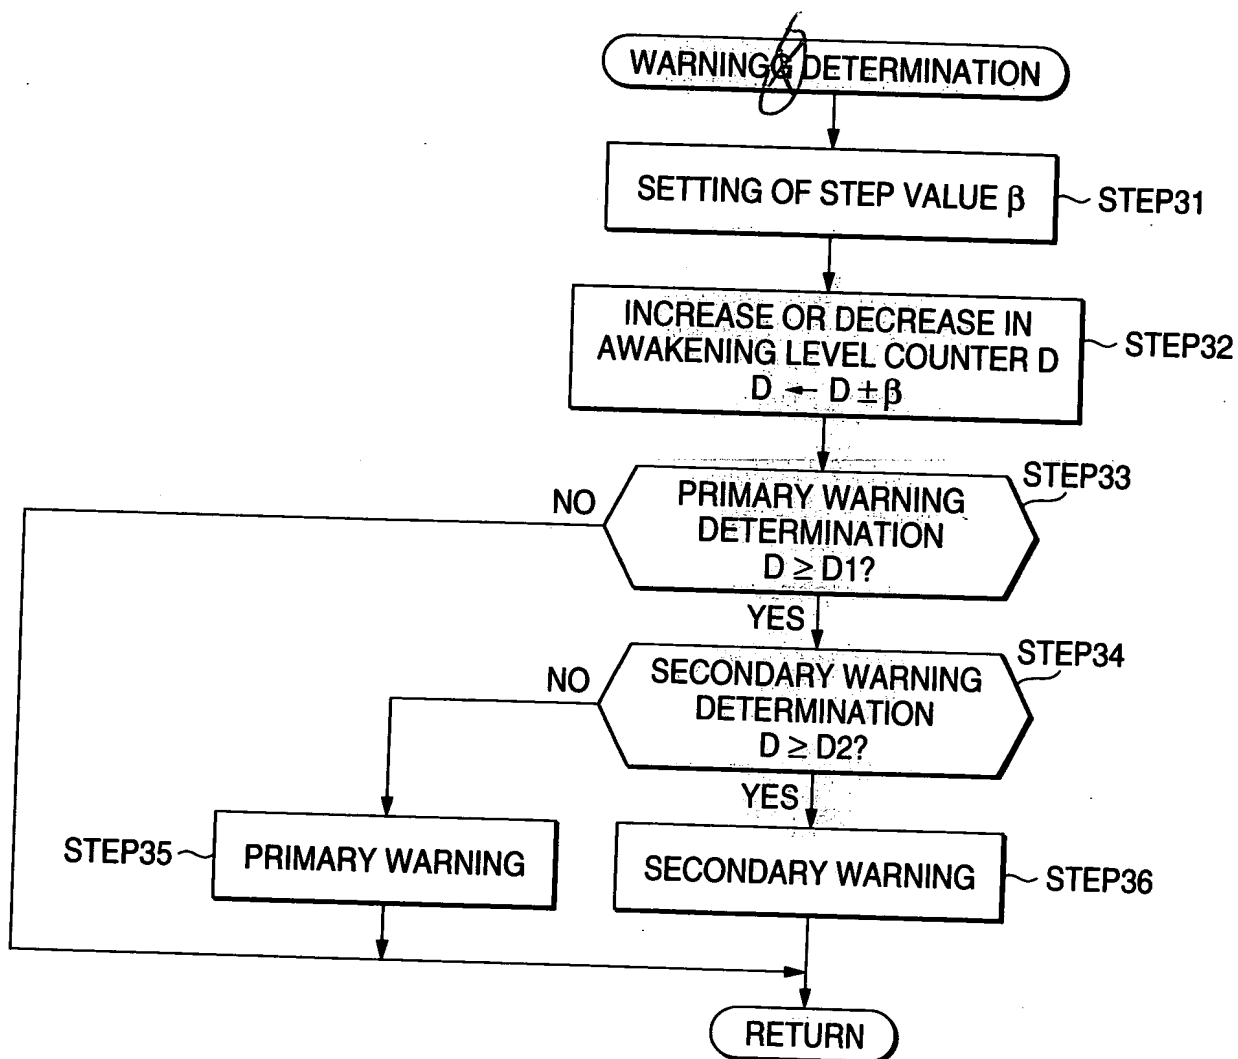 WARNINGG DETERMINATION
SETTING OF STEP VALUE β
STEP31
INCREASE OR DECREASE IN
AWAKENING LEVEL COUNTER D
D ← D ± β
STEP32
STEP33
NO
PRIMARY WARNING
DETERMINATION
D ≥ D1?
YES
STEP34
NO
SECONDARY WARNING
DETERMINATION
D ≥ D2?
YES
STEP35
PRIMARY WARNING
SECONDARY WARNING
STEP36
RETURN